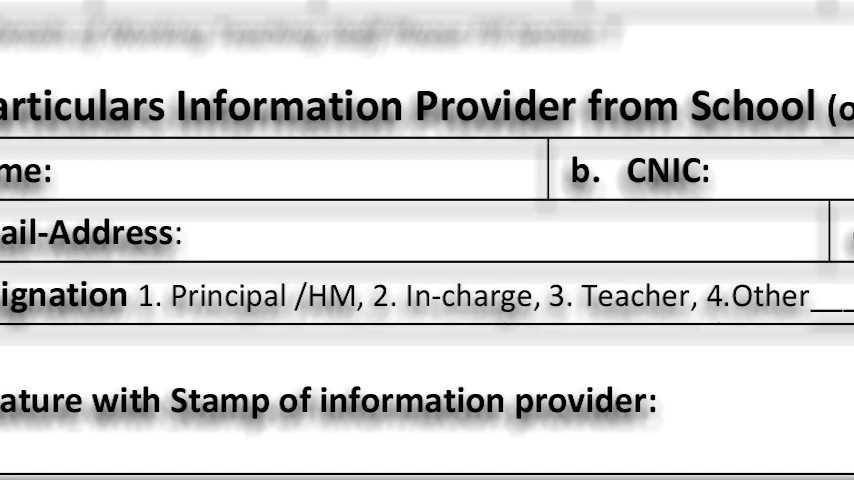 articulars Information Provider from School (o
me:
b. CNIC:
ail-Address:
ignation 1. Principal /HM, 2. In-charge, 3. Teacher, 4.Other___
ature with Stamp of information provider: